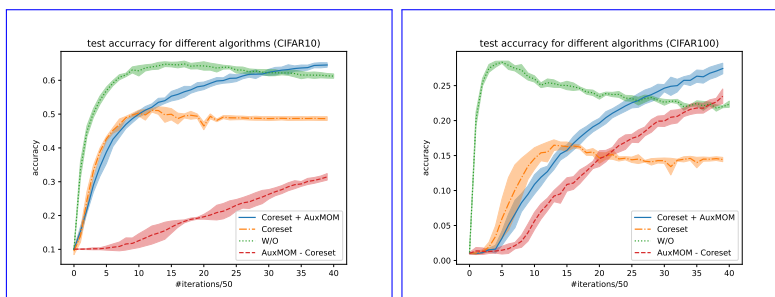 test accurracy for different algorithms (CIFAR10)
accuracy
0.6
0.5
0.4
0.3
0.2
0.1
0 5 10 15 20 25 30 35 40
#iterations/50
Coreset + AuxMOM
Coreset
W/O
AuxMOM - Coreset
test accurracy for different algorithms (CIFAR100)
accuracy
0.25
0.20
0.15
0.10
0.05
0.00
0 5 10 15 20 25 30 35 40
#iterations/50
Coreset + AuxMOM
Coreset
W/O
AuxMOM - Coreset